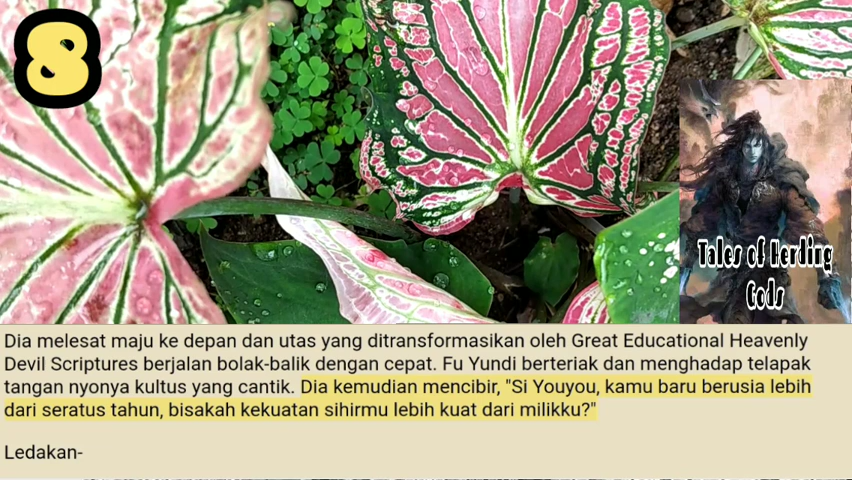 8
Tales of Herding
Gods
Dia melesat maju ke depan dan utas yang ditransformasikan oleh Great Educational Heavenly
Devil Scriptures berjalan bolak-balik dengan cepat. Fu Yundi berteriak dan menghadap telapak
tangan nyonya kultus yang cantik. Dia kemudian mencibir, "Si Youyou, kamu baru berusia lebih
dari seratus tahun, bisakah kekuatan sihirmu lebih kuat dari milikku?"
Ledakan-